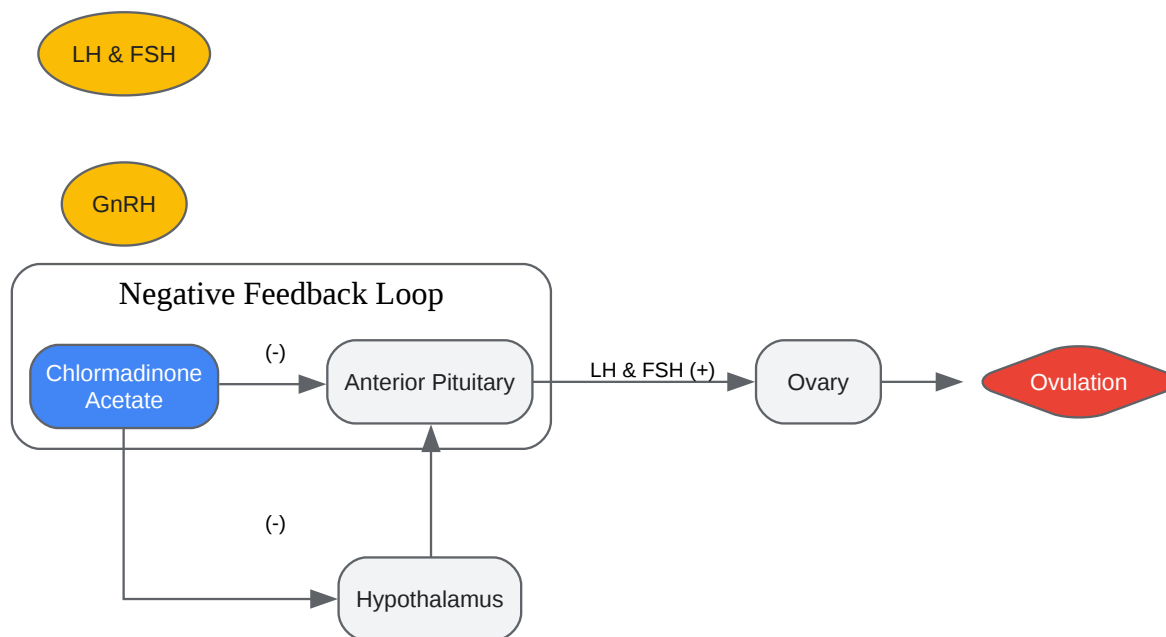 LH & FSH
GnRH
Negative Feedback Loop
Chlormadinone
Acetate
(-)
Anterior Pituitary
LH & FSH (+)
Ovary
Ovulation
(-)
Hypothalamus